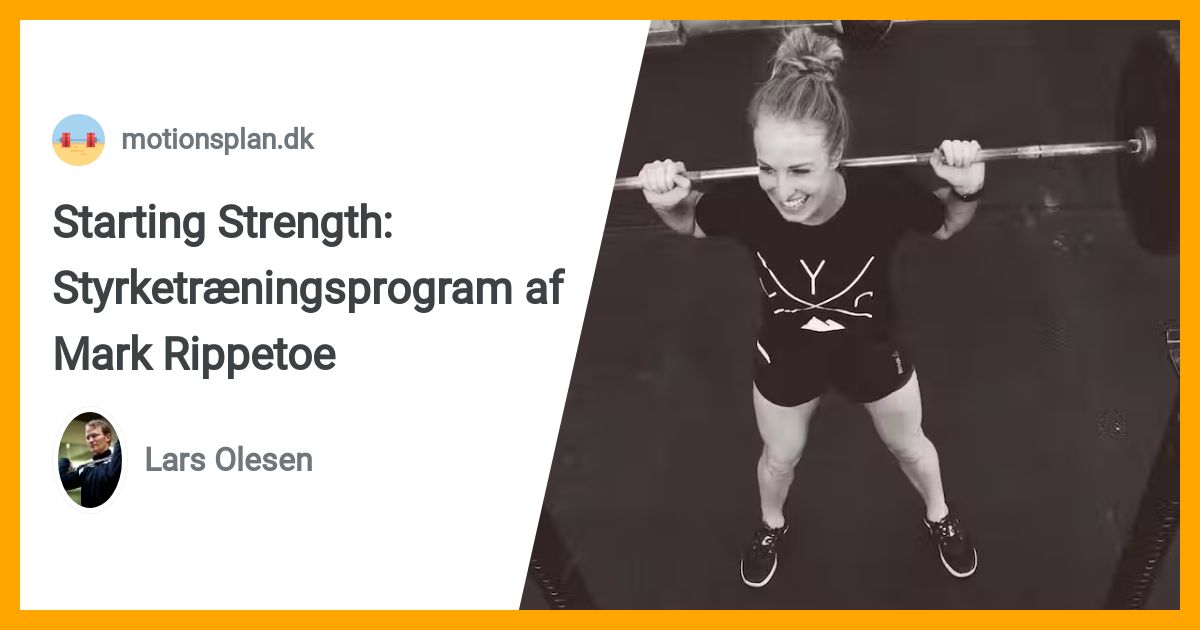 motionsplan.dk
Starting Strength:
Styrketræningsprogram af
Mark Rippetoe
Lars Olesen